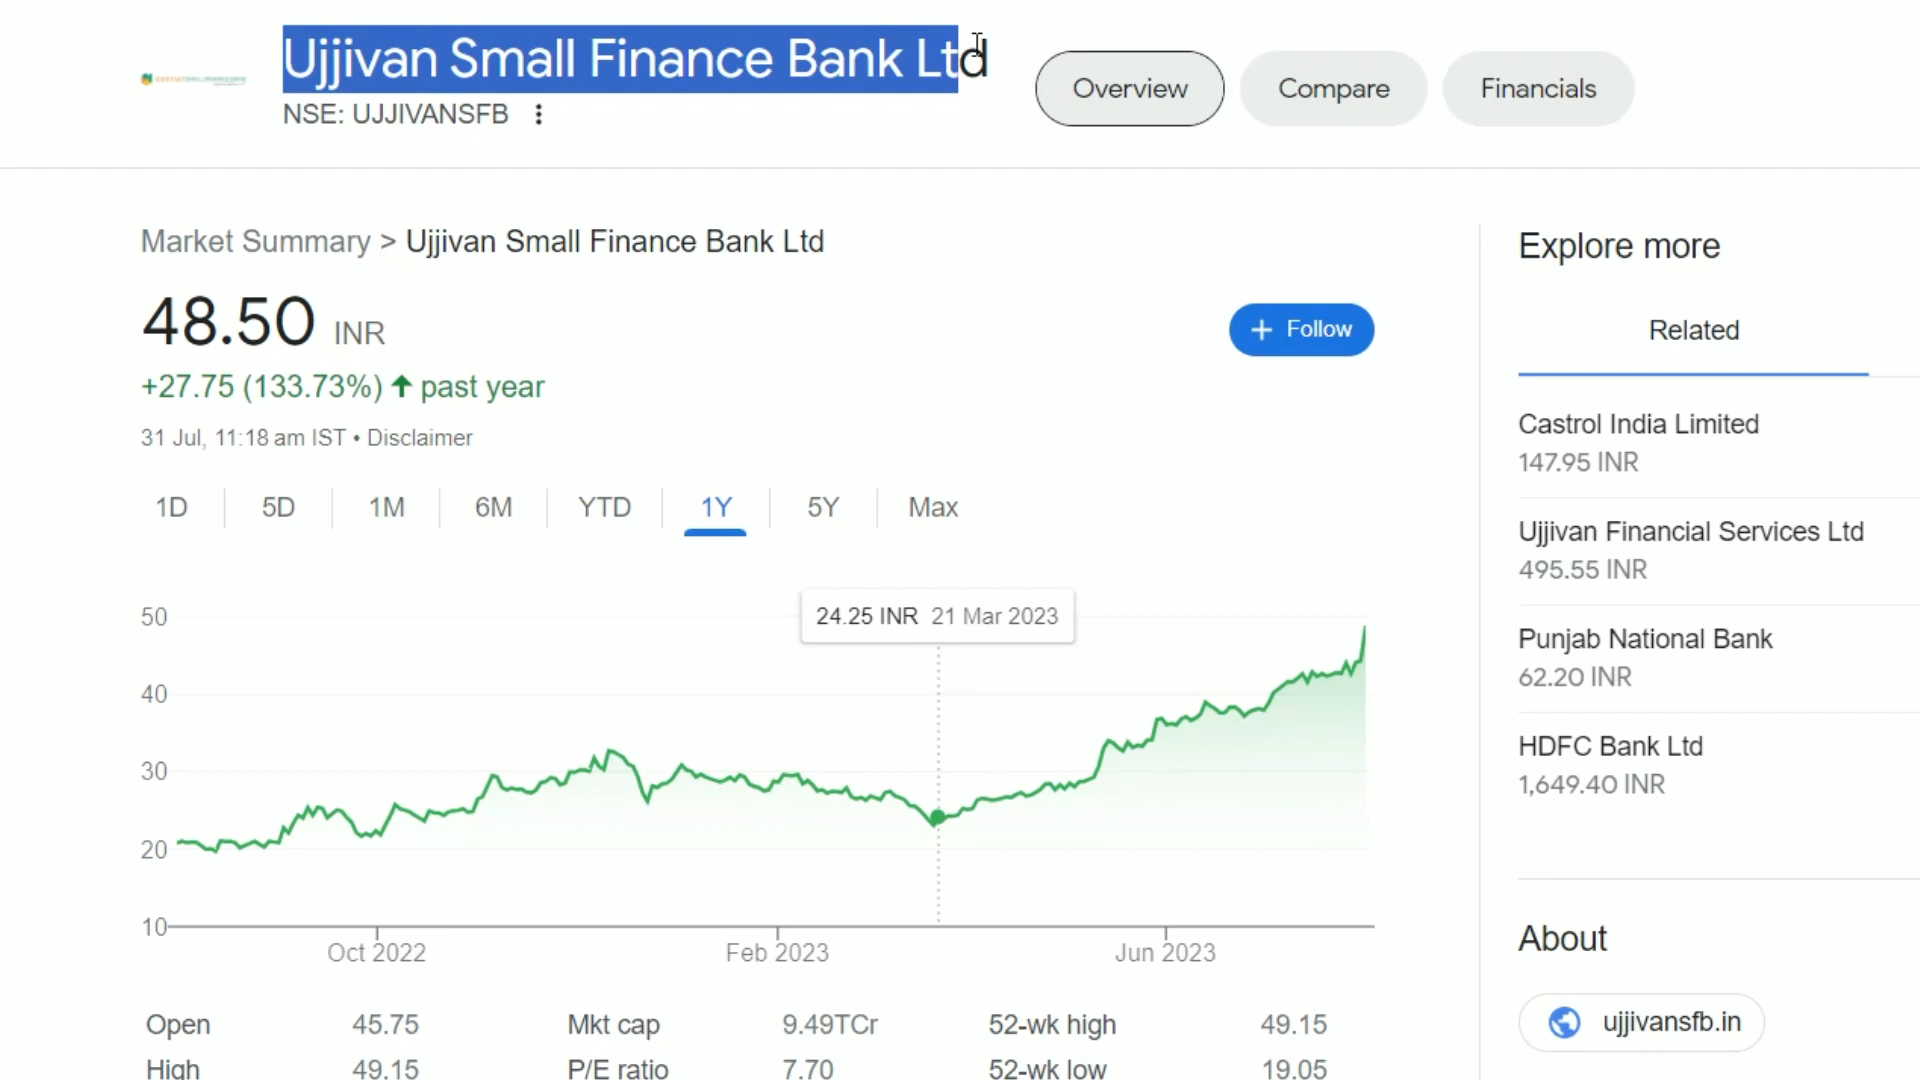 Ujjivan Small Finance Bank Ltd
NSE: UJJIVANSFB
Overview
Compare
Financials
Market Summary > Ujjivan Small Finance Bank Ltd
48.50 INR
+ Follow
+27.75 (133.73%) ↑ past year
31 Jul, 11:18 am IST • Disclaimer
1D 5D 1M 6M YTD 1Y 5Y Max
24.25 INR 21 Mar 2023
50
40
30
20
10
Oct 2022 Feb 2023 Jun 2023
Open 45.75 Mkt cap 9.49TCr 52-wk high 49.15
High 49.15 P/E ratio 7.70 52-wk low 19.05
Explore more
Related
Castrol India Limited
147.95 INR
Ujjivan Financial Services Ltd
495.55 INR
Punjab National Bank
62.20 INR
HDFC Bank Ltd
1,649.40 INR
About
ujjivansfb.in